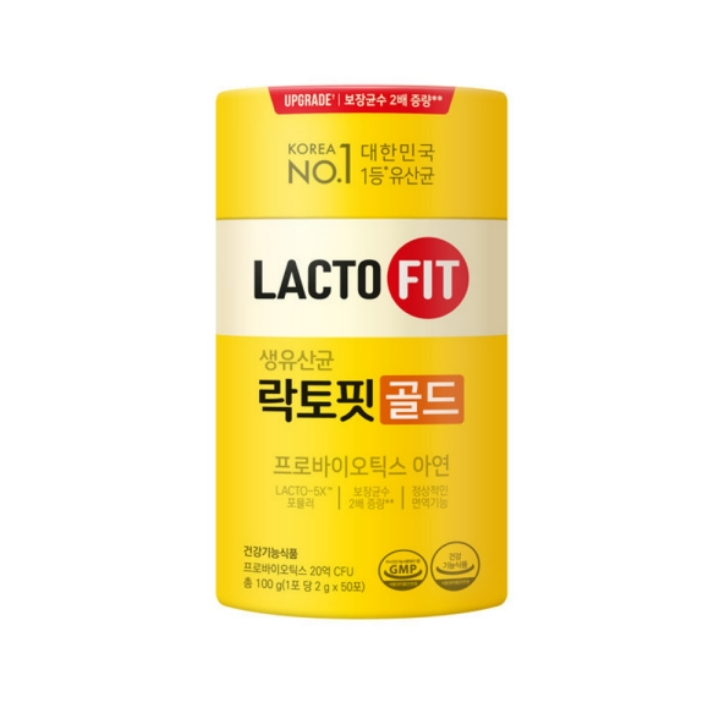 UPGRADE† | 보장균수 2배 증량**
KOREA NO.1
대한민국
1등*유산균
LACTO FIT
생유산균
락토핏 골드
프로바이오틱스 아연
LACTO-5X™
포뮬러
보장균수
2배 증량**
정상적인
면역기능
건강기능식품
프로바이오틱스 20억 CFU
총 100 g(1포 당 2 g x 50포)
GMP
건강
기능식품